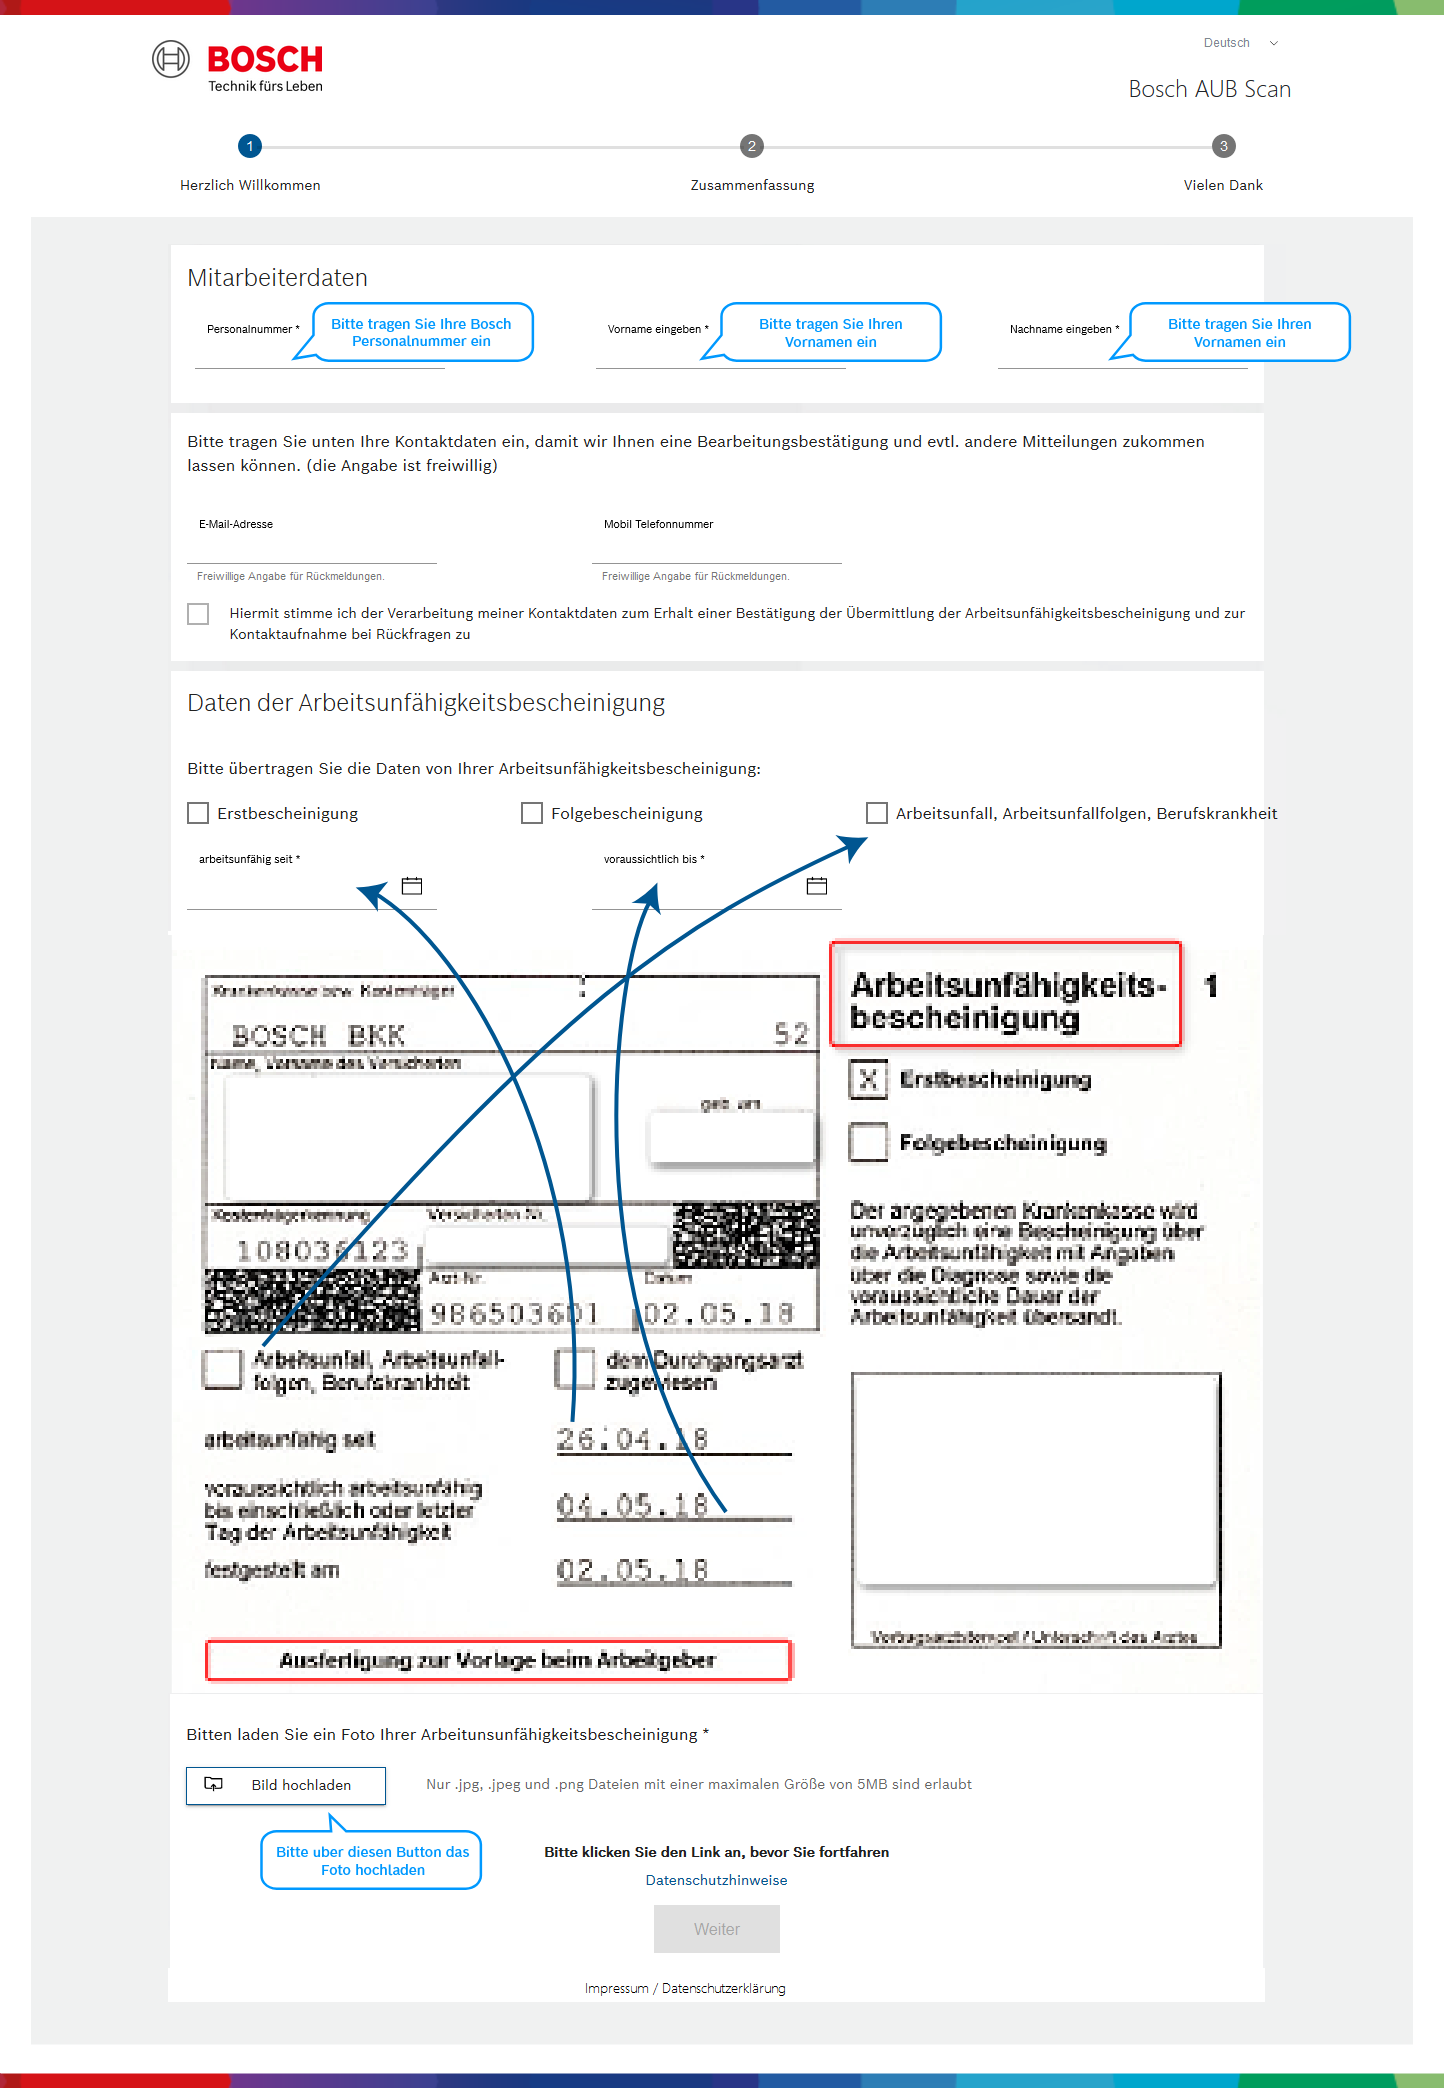 BOSCH
Technik fürs Leben
Deutsch
Bosch AUB Scan
1
2
3
Herzlich Willkommen
Zusammenfassung
Vielen Dank
Mitarbeiterdaten
Personalnummer *
Bitte tragen Sie Ihre Bosch
Personalnummer ein
Vorname eingeben *
Bitte tragen Sie Ihren
Vornamen ein
Nachname eingeben *
Bitte tragen Sie Ihren
Vornamen ein
Bitte tragen Sie unten Ihre Kontaktdaten ein, damit wir Ihnen eine Bearbeitungsbestätigung und evtl. andere Mitteilungen zukommen
lassen können. (die Angabe ist freiwillig)
E-Mail-Adresse
Mobil Telefonnummer
Freiwillige Angabe für Rückmeldungen.
Freiwillige Angabe für Rückmeldungen.
Hiermit stimme ich der Verarbeitung meiner Kontaktdaten zum Erhalt einer Bestätigung der Übermittlung der Arbeitsunfähigkeitsbescheinigung und zur
Kontaktaufnahme bei Rückfragen zu
Daten der Arbeitsunfähigkeitsbescheinigung
Bitte übertragen Sie die Daten von Ihrer Arbeitsunfähigkeitsbescheinigung:
Erstbescheinigung
Folgebescheinigung
Arbeitsunfall, Arbeitsunfallfolgen, Berufskrankheit
arbeitsunfähig seit *
voraussichtlich bis *
Krankenkasse bzw. Kostenträger
BOSCH BKK
52
Name, Vorname des Versicherten
geb. am
Kostenträgerkennung
Versicherten-Nr.
108036123
Arzt-Nr.
Datum
986503601
02.05.18
Arbeitsunfähigkeits-
bescheinigung
1
X Erstbescheinigung
Folgebescheinigung
Der angegebenen Krankenkasse wird
unverzüglich eine Bescheinigung über
die Arbeitsunfähigkeit mit Angaben
über die Diagnose sowie die
voraussichtliche Dauer der
Arbeitsunfähigkeit übersandt.
Arbeitsunfall, Arbeitsunfall-
folgen, Berufskrankheit
dem Durchgangsarzt
zugewiesen
arbeitsunfähig seit
26.04.18
voraussichtlich arbeitsunfähig
bis einschließlich oder letzter
Tag der Arbeitsunfähigkeit
04.05.18
festgestellt am
02.05.18
Vertragsarztstempel / Unterschrift des Arztes
Ausfertigung zur Vorlage beim Arbeitgeber
Bitten laden Sie ein Foto Ihrer Arbeitunsunfähigkeitsbescheinigung *
Bild hochladen
Nur .jpg, .jpeg und .png Dateien mit einer maximalen Größe von 5MB sind erlaubt
Bitte uber diesen Button das
Foto hochladen
Bitte klicken Sie den Link an, bevor Sie fortfahren
Datenschutzhinweise
Weiter
Impressum / Datenschutzerklärung